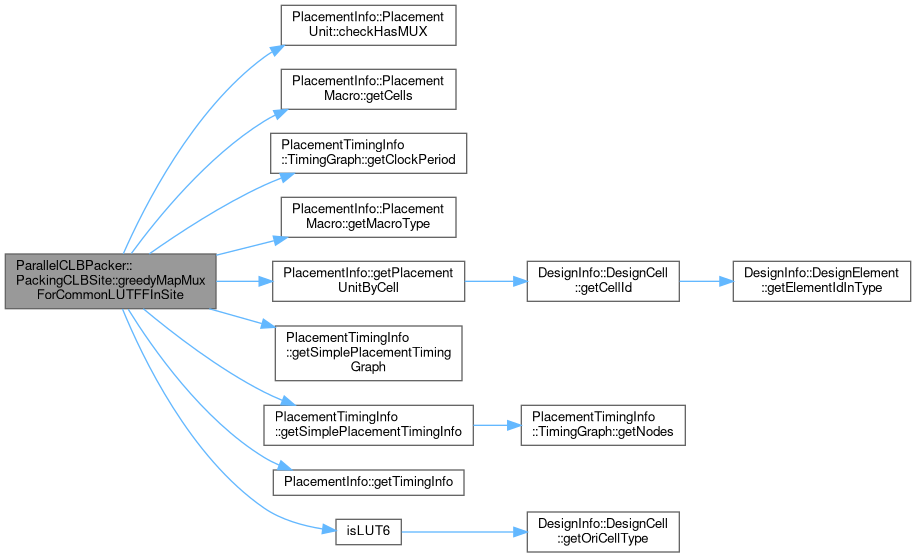 PlacementInfo::Placement
Unit::checkHasMUX
PlacementInfo::Placement
Macro::getCells
PlacementTimingInfo
::TimingGraph::getClockPeriod
PlacementInfo::Placement
Macro::getMacroType
ParallelCLBPacker::
PackingCLBSite::greedyMapMux
ForCommonLUTFFInSite
PlacementInfo::getPlacement
UnitByCell
DesignInfo::DesignCell
::getCellId
DesignInfo::DesignElement
::getElementIdInType
PlacementTimingInfo
::getSimplePlacementTiming
Graph
PlacementTimingInfo
::getSimplePlacementTimingInfo
PlacementTimingInfo
::TimingGraph::getNodes
PlacementInfo::getTimingInfo
isLUT6
DesignInfo::DesignCell
::getOriCellType